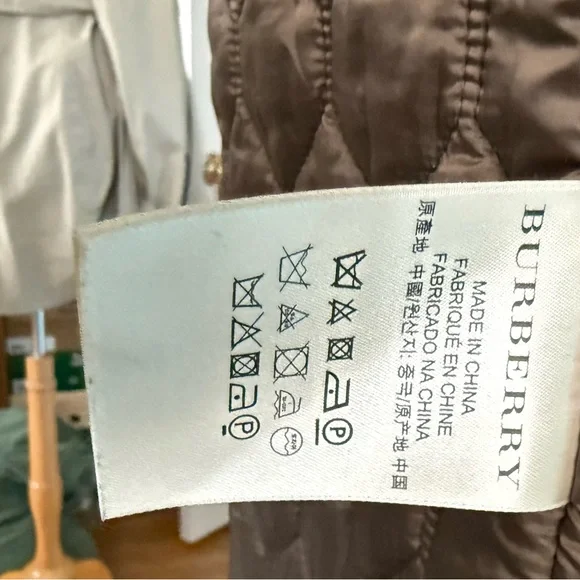 BURBERRY
MADE IN CHINA
FABRIQUÉ EN CHINE
FABRICADO NA CHINA
原產地 中國/원산지: 중국/原产地 中国
P
P